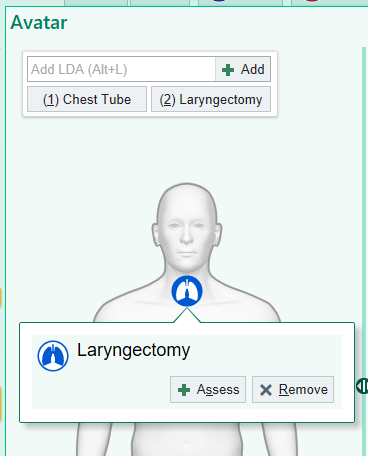 Avatar
Add LDA (Alt+L) Add
(1) Chest Tube (2) Laryngectomy
Laryngectomy
Assess Remove